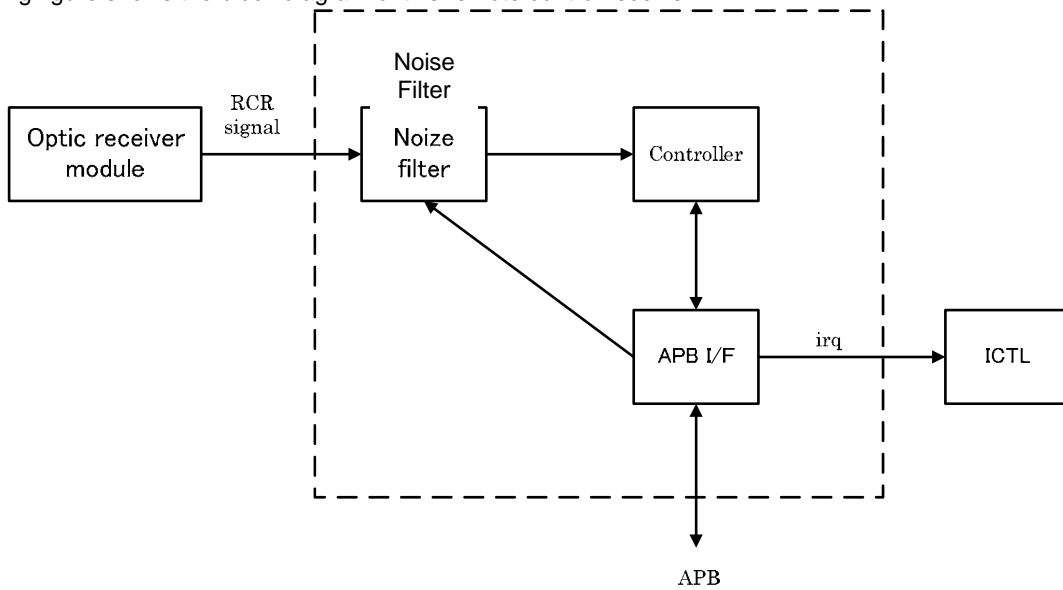 Noise
Filter
Optic receiver
module
RCR
signal
Noize
filter
Controller
APB I/F
irq
ICTL
APB